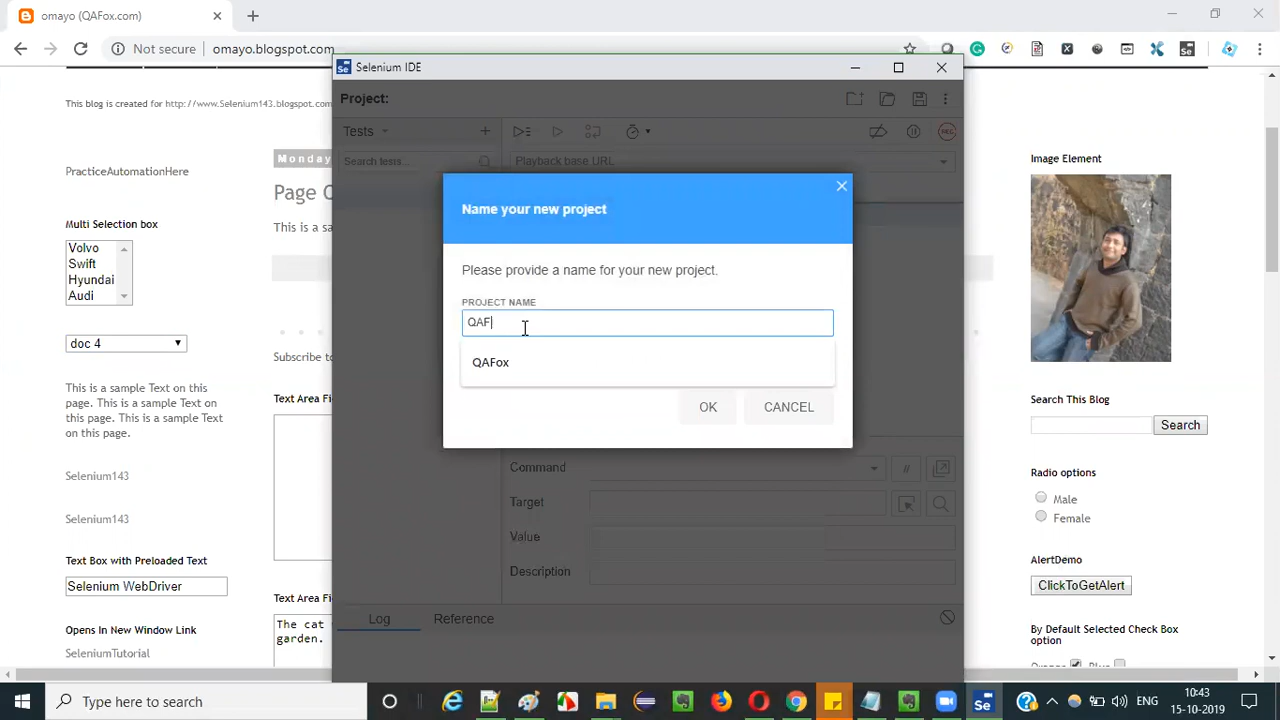 omayo (QAFox.com)
Not secure
omayo.blogspot.com
Se
Selenium IDE
Project:
This blog is created for http://www.Selenium143.blogspot.com
Tests
Search tests...
Playback base URL
REC
PracticeAutomationHere
Monday
Page O
This is a sa
Multi Selection box
Volvo
Swift
Hyundai
Audi
doc 4
Subscribe to
This is a sample Text on this
page. This is a sample Text
on this page. This is a sample Text
on this page.
Text Area Fi
Selenium143
Selenium143
Text Box with Preloaded Text
Selenium WebDriver
Text Area Fi
The cat
garden.
Opens In New Window Link
SeleniumTutorial
Name your new project
Please provide a name for your new project.
PROJECT NAME
QAF
QAFox
OK
CANCEL
Command
//
Target
Value
Description
Log
Reference
Image Element
Search This Blog
Search
Radio options
Male
Female
AlertDemo
ClickToGetAlert
By Default Selected Check Box
option
Orange
Blue
Type here to search
Se
ENG
10:43
15-10-2019